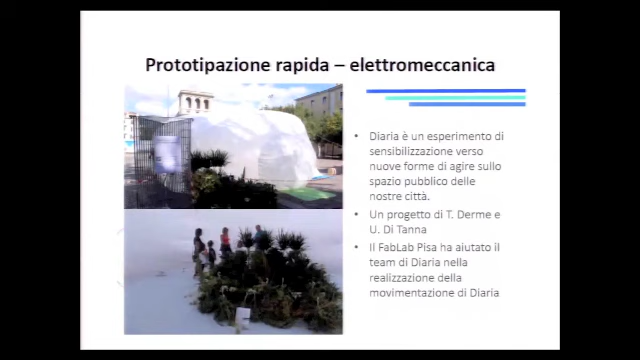 Prototipazione rapida – elettromeccanica
• Diaria è un esperimento di
sensibilizzazione verso
nuove forme di agire sullo
spazio pubblico delle
nostre città.
• Un progetto di T. Derme e
U. Di Tanna
• Il FabLab Pisa ha aiutato il
team di Diaria nella
realizzazione della
movimentazione di Diaria